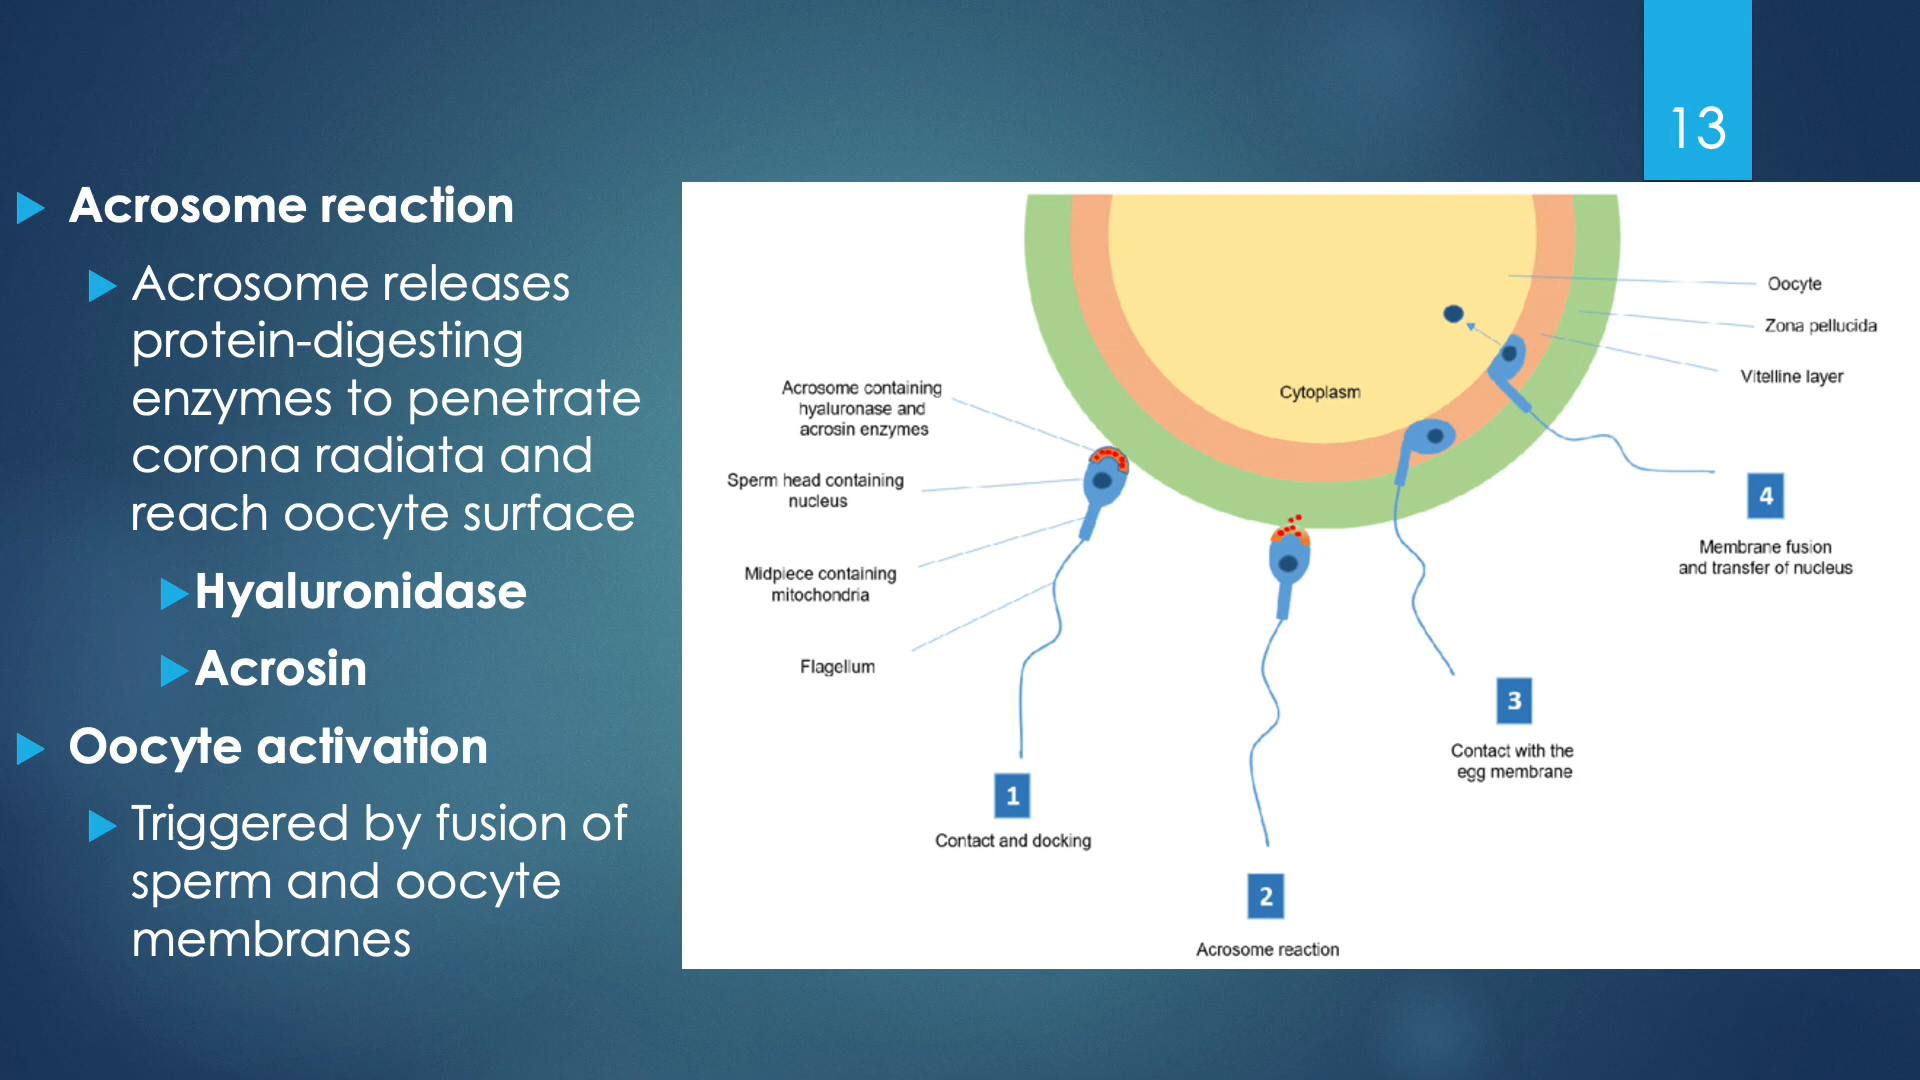 13
Acrosome reaction
Acrosome releases
protein-digesting
enzymes to penetrate
corona radiata and
reach oocyte surface
Hyaluronidase
Acrosin
Oocyte activation
Triggered by fusion of
sperm and oocyte
membranes
Oocyte
Zona pellucida
Vitelline layer
Cytoplasm
Acrosome containing
hyaluronase and
acrosin enzymes
Sperm head containing
nucleus
Midpiece containing
mitochondria
Flagellum
1
Contact and docking
2
Acrosome reaction
3
Contact with the
egg membrane
4
Membrane fusion
and transfer of nucleus